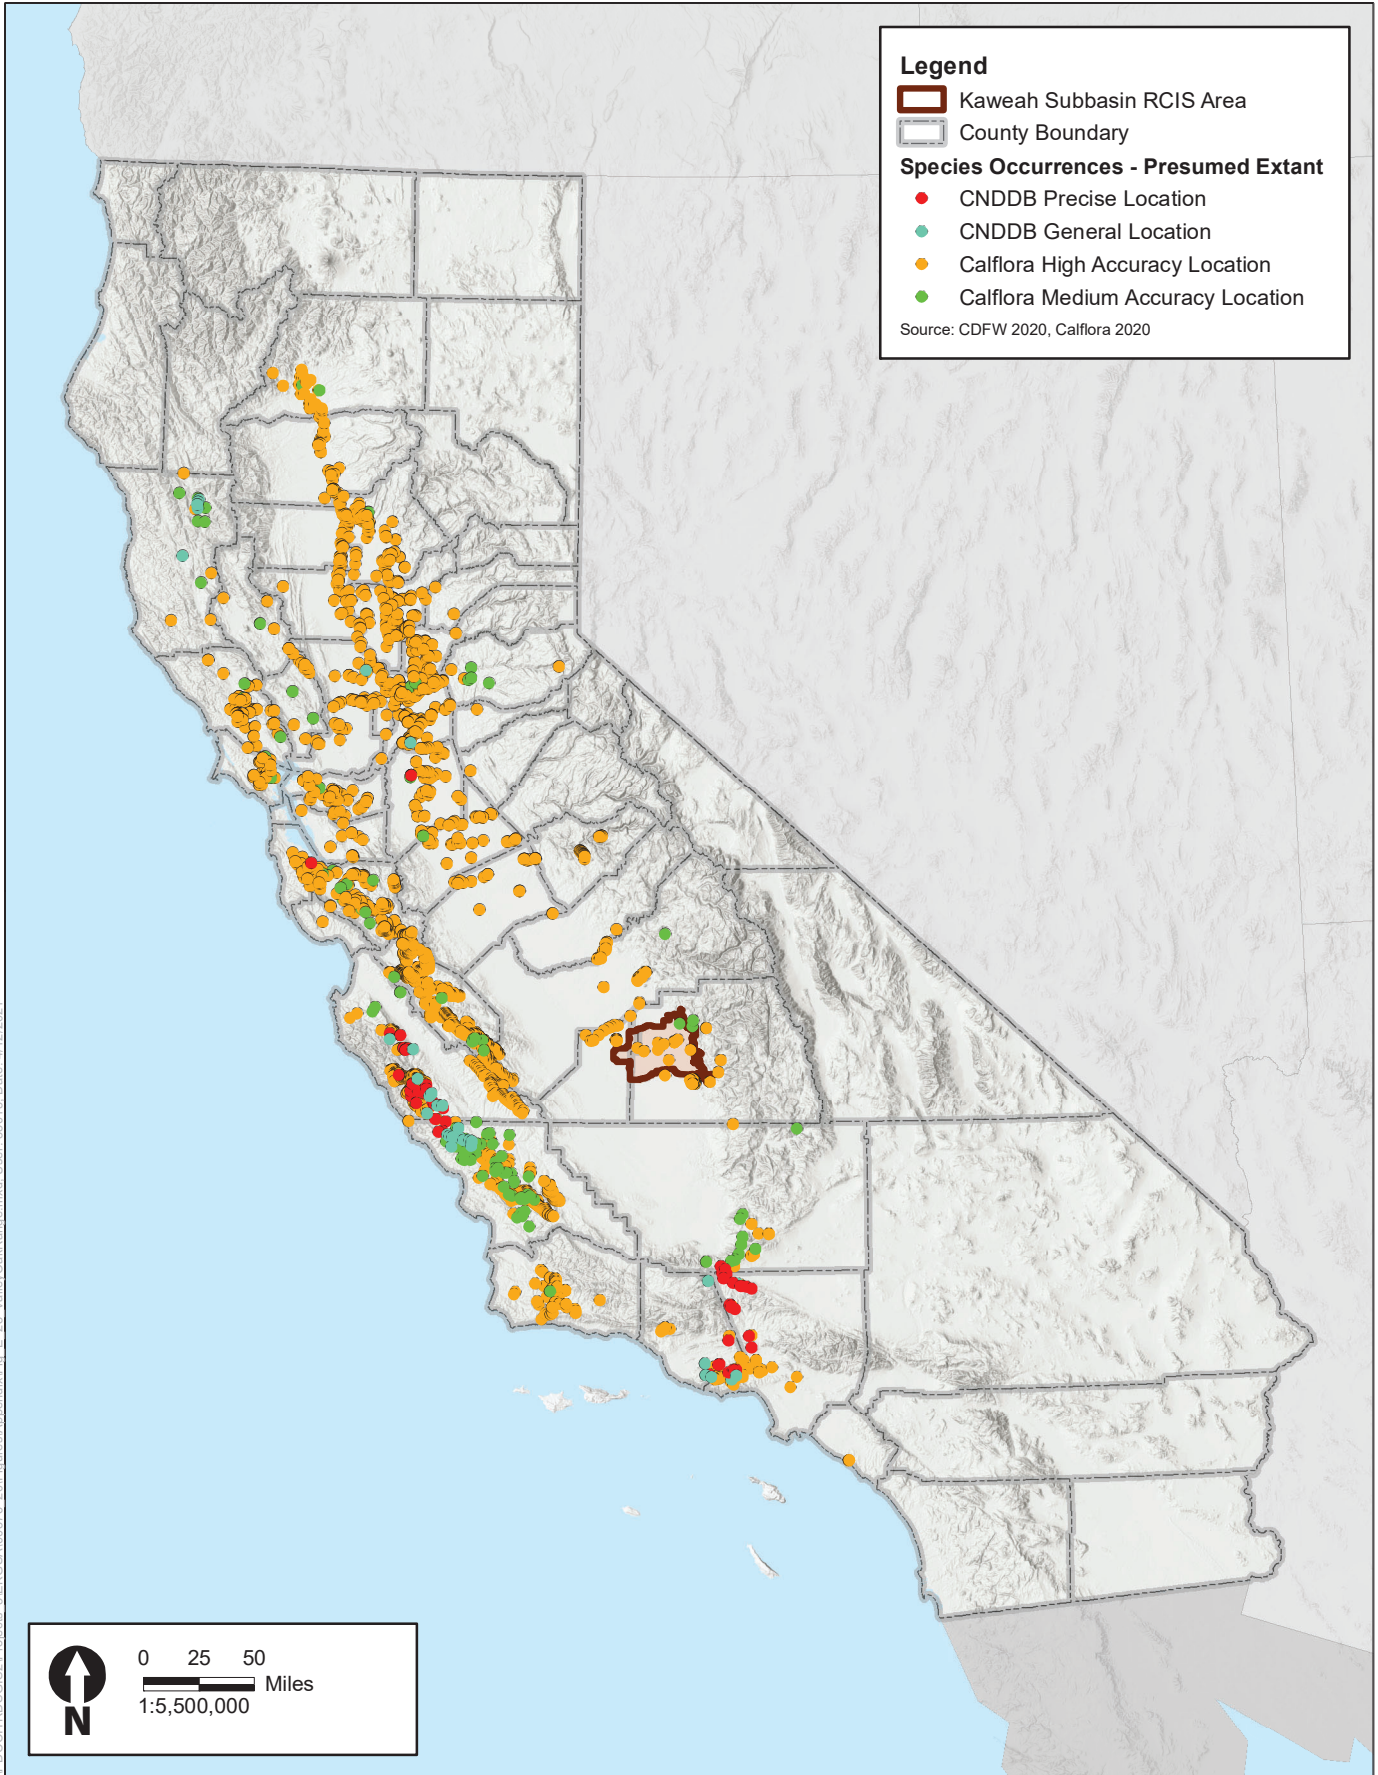 Legend
Kaweah Subbasin RCIS Area
County Boundary
Species Occurrences - Presumed Extant
CNDDB Precise Location
CNDDB General Location
Calflora High Accuracy Location
Calflora Medium Accuracy Location
Source: CDFW 2020, Calflora 2020
0 25 50
Miles
1:5,500,000
N